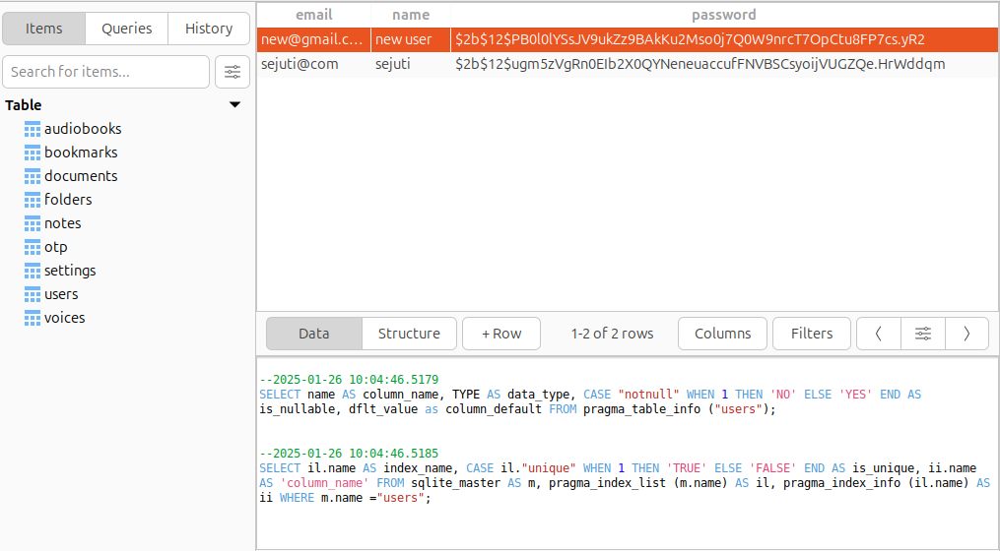 Items Queries History
Search for items...
Table
audiobooks
bookmarks
documents
folders
notes
otp
settings
users
voices
email name password
new@gmail.c... new user $2b$12$PB0l0lYSsJV9ukZz9BAkKu2Mso0j7Q0W9nrcT7OpCtu8FP7cs.yR2
sejuti@com sejuti $2b$12$ugm5zVgRn0EIb2X0QYNeneuaccufFNVBSCsyoijVUGZQe.HrWddqm
Data Structure + Row 1-2 of 2 rows Columns Filters
--2025-01-26 10:04:46.5179
SELECT name AS column_name, TYPE AS data_type, CASE "notnull" WHEN 1 THEN 'NO' ELSE 'YES' END AS
is_nullable, dflt_value as column_default FROM pragma_table_info ("users");
--2025-01-26 10:04:46.5185
SELECT il.name AS index_name, CASE il."unique" WHEN 1 THEN 'TRUE' ELSE 'FALSE' END AS is_unique, ii.name
AS 'column_name' FROM sqlite_master AS m, pragma_index_list (m.name) AS il, pragma_index_info (il.name) AS
ii WHERE m.name ="users";